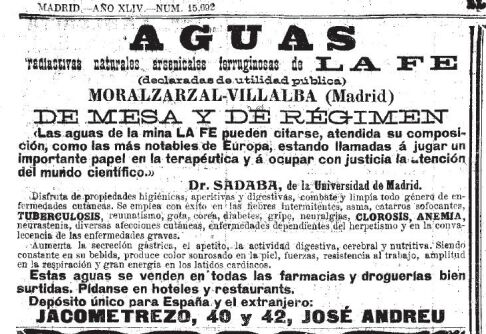 MADRID.—AÑO XLIV.—NUM. 15.692
AGUAS
radiactivas naturales arsenicales ferruginosas de LA FE
(declaradas de utilidad pública)
MORALZARZAL-VILLALBA (Madrid)
DE MESA Y DE RÉGIMEN
«Las aguas de la mina LA FE pueden citarse, atendida su composi-
ción, como las más notables de Europa, estando llamadas á jugar un
importante papel en la terapéutica y á ocupar con justicia la atención
del mundo científico.»
Dr. SADABA, de la Universidad de Madrid.
Disfruta de propiedades higiénicas, aperitivas y digestivas, combate y limpia todo género de en-
fermedades cutáneas. Se emplea con éxito en las fiebres intermitentes, asma, catarros sofocantes,
TUBERCULOSIS, reumatismo, gota, corea, diabetes, gripe, neuralgias, CLOROSIS, ANEMIA,
neurastenia, diversas afecciones cutáneas, enfermedades dependientes del herpetismo y en la conva-
lecencia de las enfermedades graves.
Aumenta la secreción gástrica, el apetito, la actividad digestiva, cerebral y nutritiva. Siendo
constante en su bebida, produce color sonrosado en la piel, fuerzas, resistencia al trabajo, amplitud
en la respiración y gran energía en los latidos cardíacos.
Estas aguas se venden en todas las farmacias y droguerías bien
surtidas. Pídanse en hoteles y restaurants.
Depósito único para España y el extranjero:
JACOMETREZO, 40 y 42, JOSÉ ANDREU